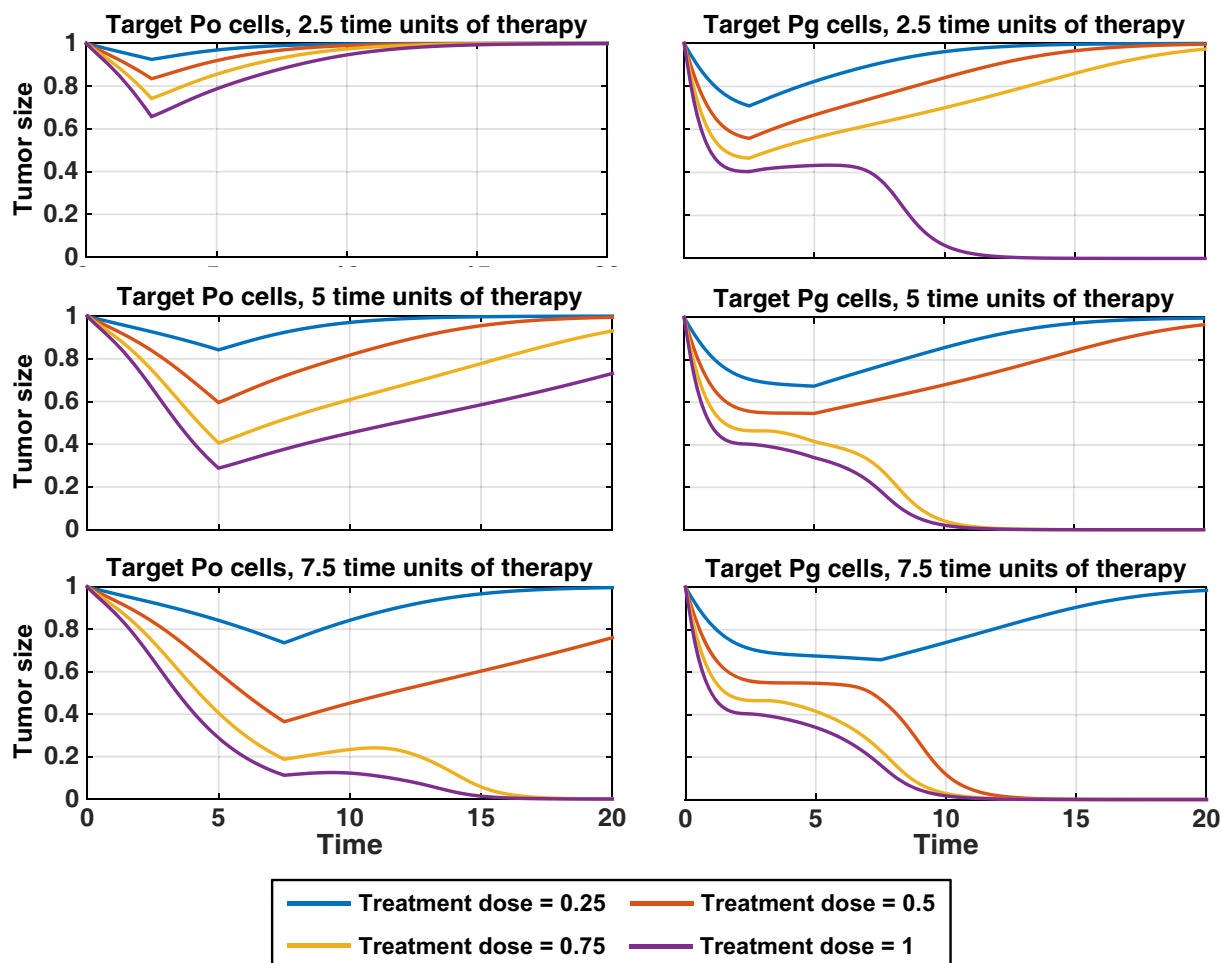 Target Po cells, 2.5 time units of therapy
Target Pg cells, 2.5 time units of therapy
Tumor size
1
0.8
0.6
0.4
0.2
0
Target Po cells, 5 time units of therapy
Target Pg cells, 5 time units of therapy
Tumor size
1
0.8
0.6
0.4
0.2
0
0 5 10 15 20
Target Po cells, 7.5 time units of therapy
Target Pg cells, 7.5 time units of therapy
Tumor size
1
0.8
0.6
0.4
0.2
0
0 5 10 15 20
0 5 10 15 20
Time
Time
Treatment dose = 0.25
Treatment dose = 0.5
Treatment dose = 0.75
Treatment dose = 1